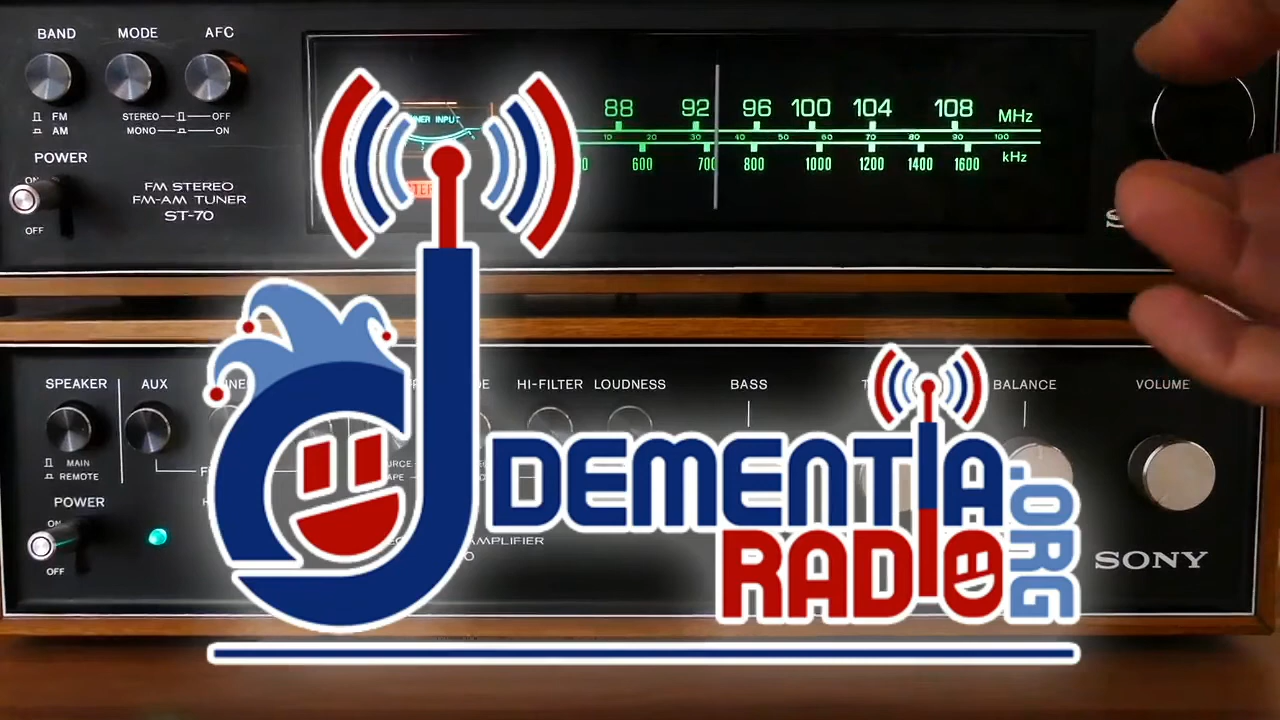 BAND MODE AFC
88 92 96 100 104 108 MHz
FM STEREO OFF
AM MONO ON
10 20 30 40 50 60 70 80 90 100
600 700 800 1000 1200 1400 1600 kHz
POWER
ON
OFF
FM STEREO
FM-AM TUNER
ST-70
SPEAKER AUX HI-FILTER LOUDNESS BASS BALANCE VOLUME
MAIN
REMOTE
POWER
ON
OFF
DEMENTIA
RADIO
.ORG
AMPLIFIER
SONY